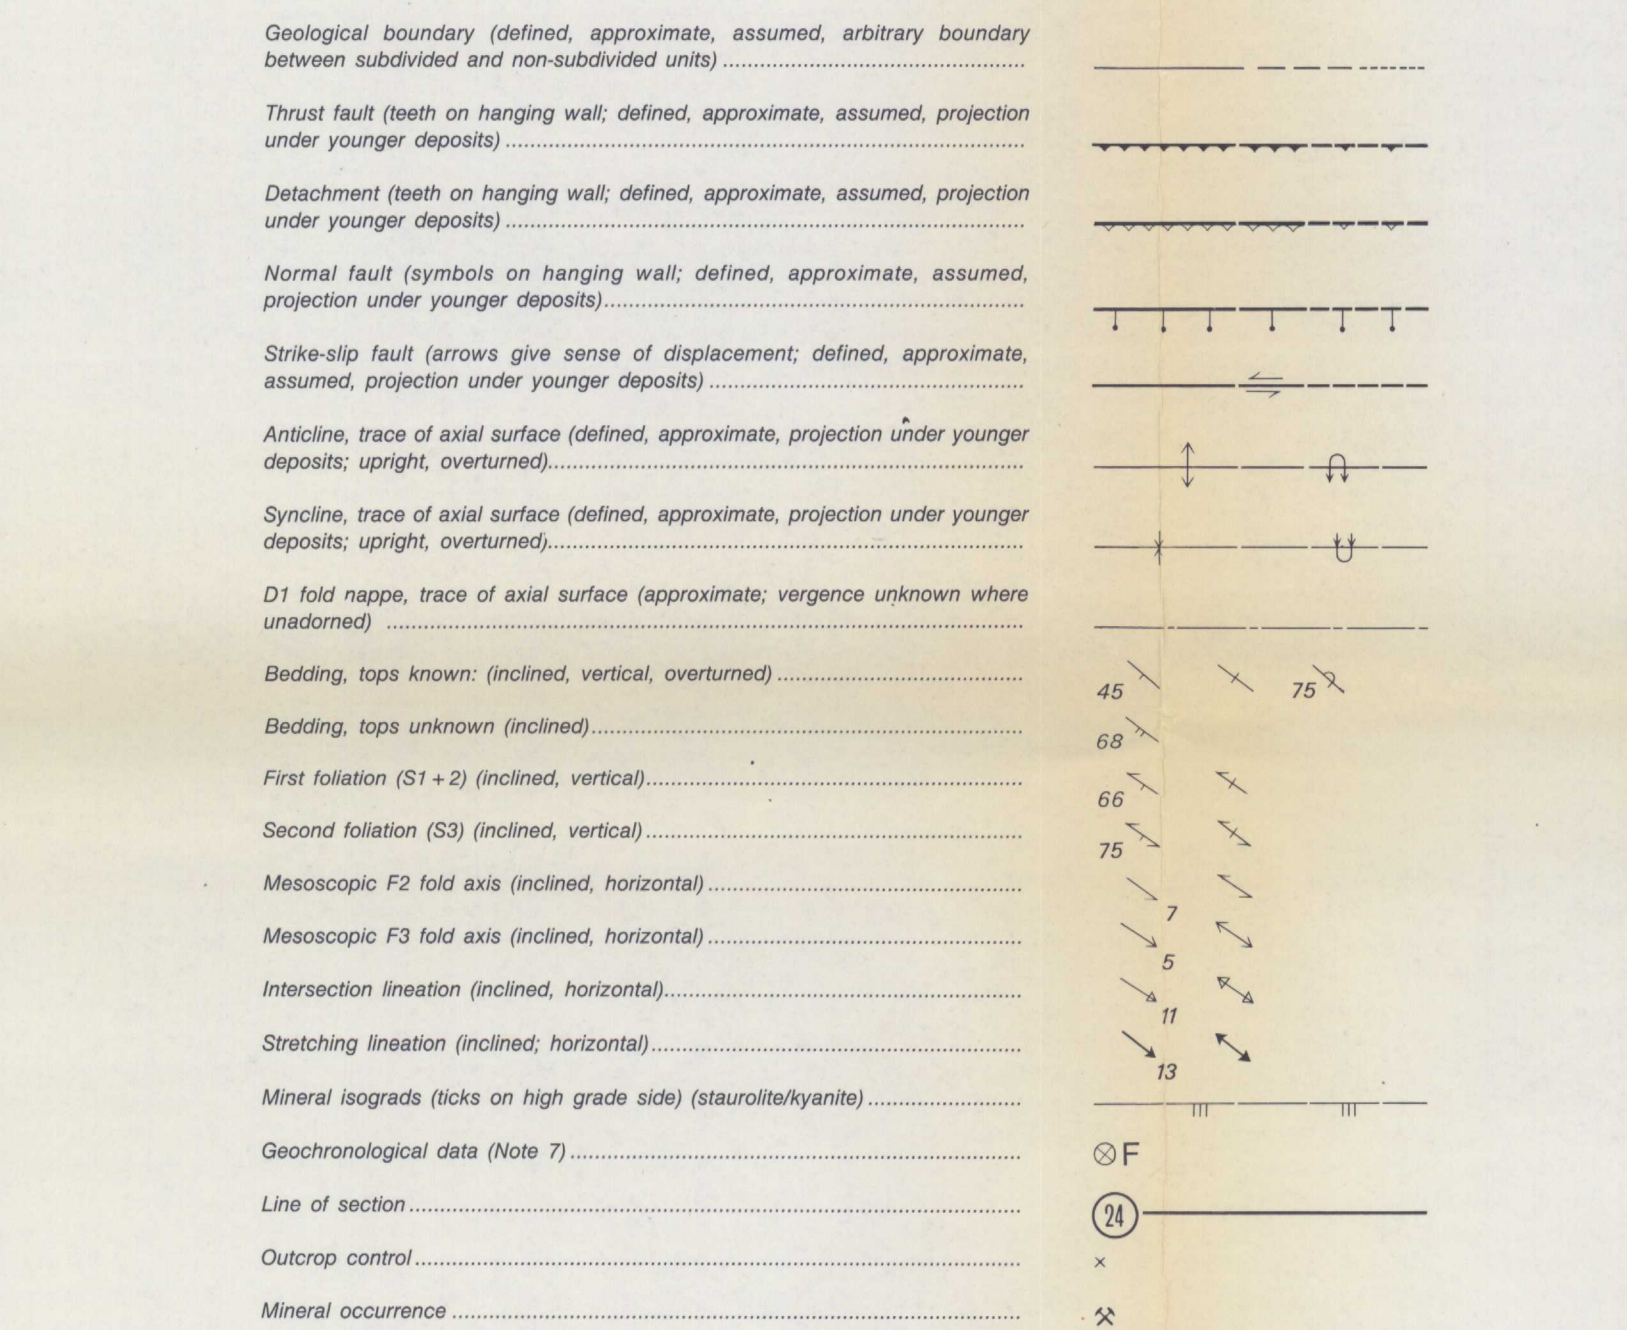 Geological boundary (defined, approximate, assumed, arbitrary boundary
between subdivided and non-subdivided units)
Thrust fault (teeth on hanging wall; defined, approximate, assumed, projection
under younger deposits)
Detachment (teeth on hanging wall; defined, approximate, assumed, projection
under younger deposits)
Normal fault (symbols on hanging wall; defined, approximate, assumed,
projection under younger deposits)
Strike-slip fault (arrows give sense of displacement; defined, approximate,
assumed, projection under younger deposits)
Anticline, trace of axial surface (defined, approximate, projection under younger
deposits; upright, overturned)
Syncline, trace of axial surface (defined, approximate, projection under younger
deposits; upright, overturned)
D1 fold nappe, trace of axial surface (approximate; vergence unknown where
unadorned)
Bedding, tops known: (inclined, vertical, overturned) 45 75
Bedding, tops unknown (inclined) 68
First foliation (S1 + 2) (inclined, vertical) 66
Second foliation (S3) (inclined, vertical) 75
Mesoscopic F2 fold axis (inclined, horizontal) 7
Mesoscopic F3 fold axis (inclined, horizontal) 5
Intersection lineation (inclined, horizontal) 11
Stretching lineation (inclined; horizontal) 13
Mineral isograds (ticks on high grade side) (staurolite/kyanite)
Geochronological data (Note 7) F
Line of section 24
Outcrop control
Mineral occurrence